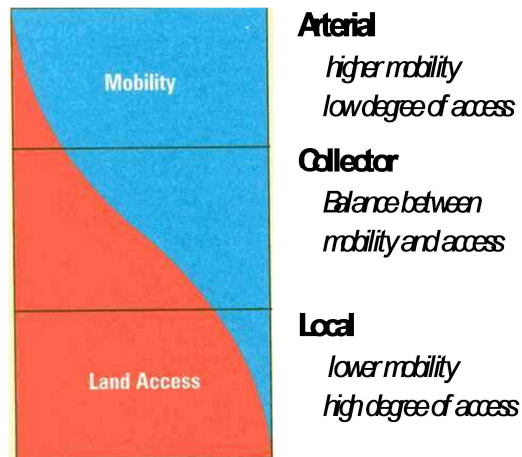 Mobility
Land Access
Arterial
higher mobility
low degree of access
Collector
Balance between
mobility and access
Local
lower mobility
high degree of access